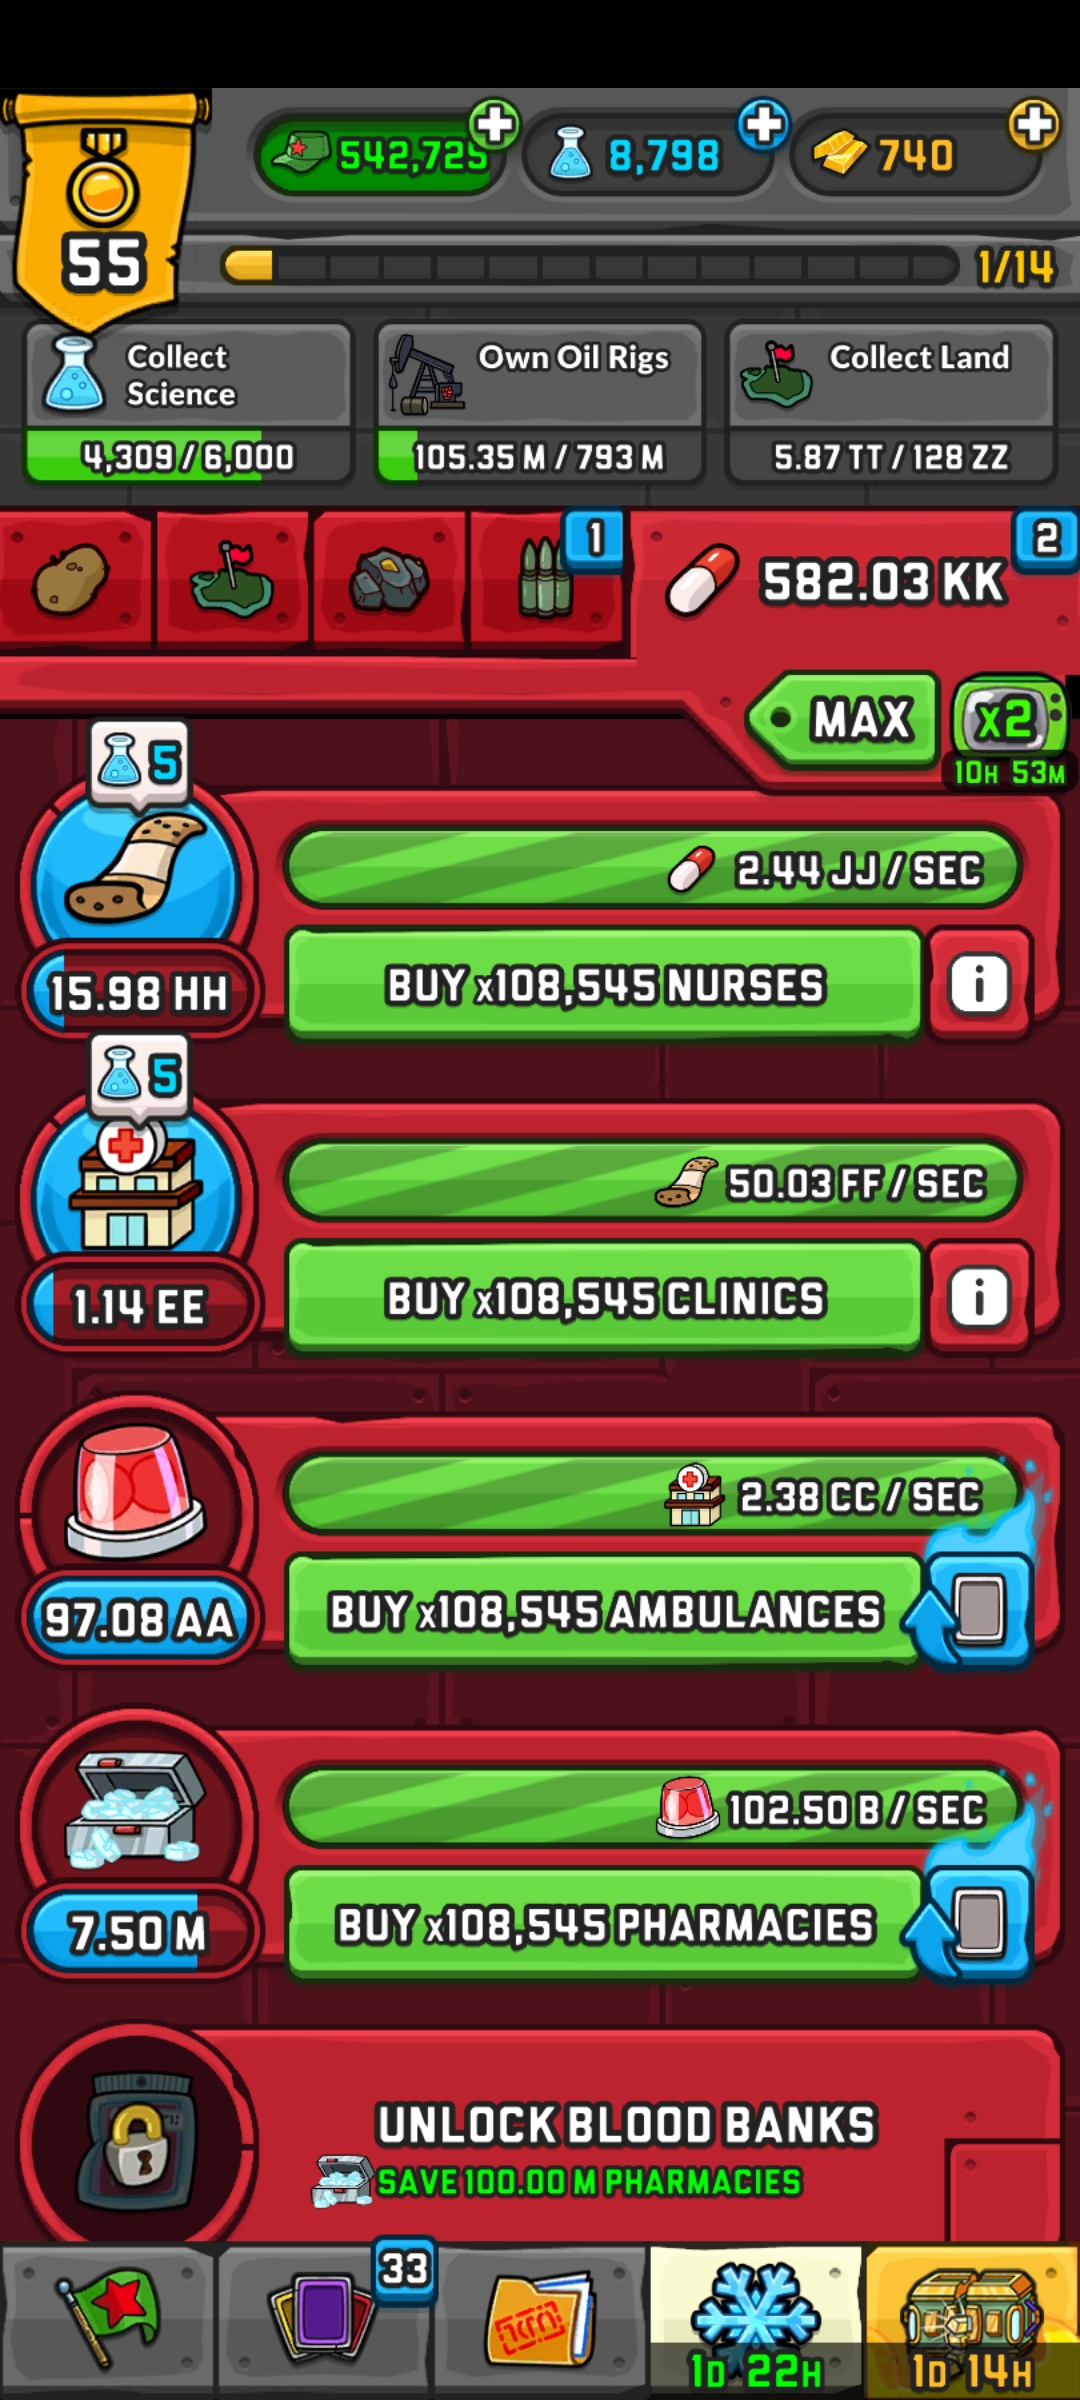 55
542,725
8,798
740
1/14
Collect
Science
4,309 / 6,000
Own Oil Rigs
105.35 M / 793 M
Collect Land
5.87 TT / 128 ZZ
1
2
582.03 KK
MAX
x2
10H 53M
5
2.44 JJ / SEC
15.98 HH
BUY x108,545 NURSES
i
5
50.03 FF / SEC
1.14 EE
BUY x108,545 CLINICS
i
2.38 CC / SEC
97.08 AA
BUY x108,545 AMBULANCES
102.50 B / SEC
7.50 M
BUY x108,545 PHARMACIES
UNLOCK BLOOD BANKS
SAVE 100.00 M PHARMACIES
33
1D 22H
1D 14H